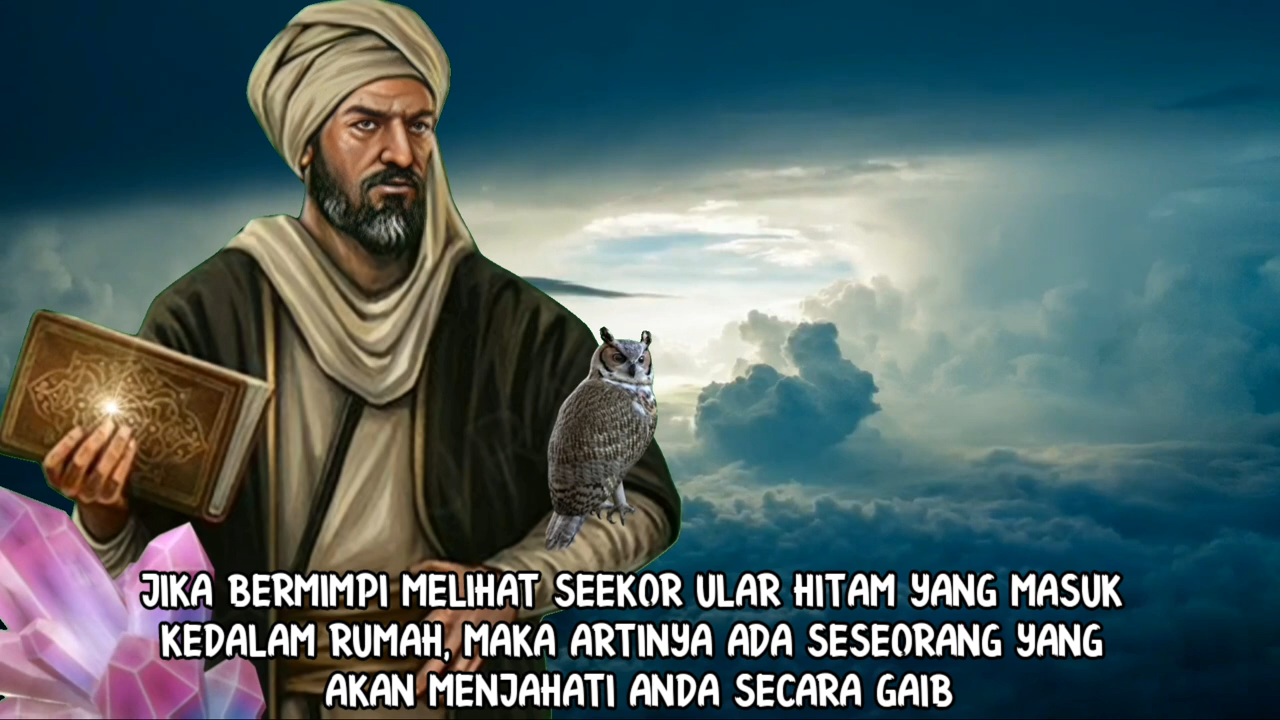 JIKA BERMIMPI MELIHAT SEEKOR ULAR HITAM YANG MASUK
KEDALAM RUMAH, MAKA ARTINYA ADA SESEORANG YANG
AKAN MENJAHATI ANDA SECARA GAIB